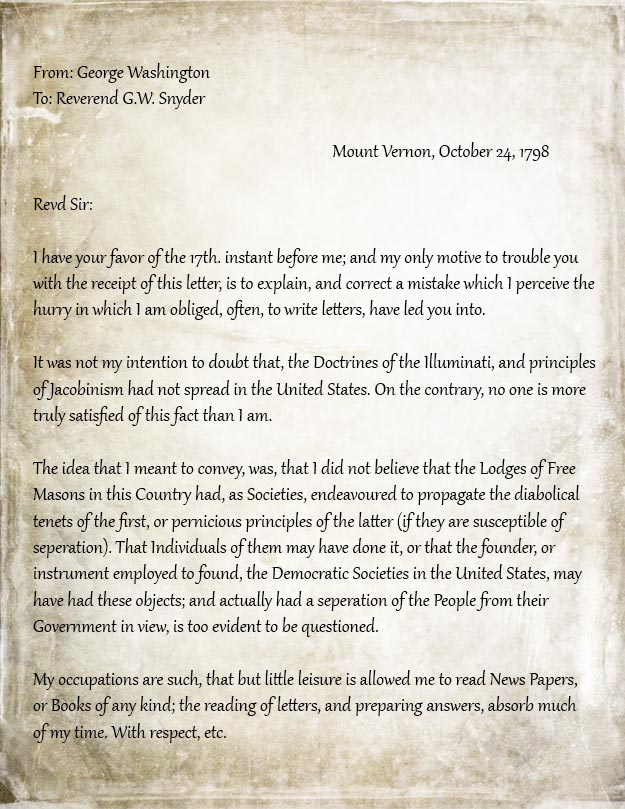 From: George Washington
To: Reverend G.W. Snyder
Mount Vernon, October 24, 1798
Revd Sir:
I have your favor of the 17th. instant before me; and my only motive to trouble you
with the receipt of this letter, is to explain, and correct a mistake which I perceive the
hurry in which I am obliged, often, to write letters, have led you into.
It was not my intention to doubt that, the Doctrines of the Illuminati, and principles
of Jacobinism had not spread in the United States. On the contrary, no one is more
truly satisfied of this fact than I am.
The idea that I meant to convey, was, that I did not believe that the Lodges of Free
Masons in this Country had, as Societies, endeavoured to propagate the diabolical
tenets of the first, or pernicious principles of the latter (if they are susceptible of
seperation). That Individuals of them may have done it, or that the founder, or
instrument employed to found, the Democratic Societies in the United States, may
have had these objects; and actually had a seperation of the People from their
Government in view, is too evident to be questioned.
My occupations are such, that but little leisure is allowed me to read News Papers,
or Books of any kind; the reading of letters, and preparing answers, absorb much
of my time. With respect, etc.